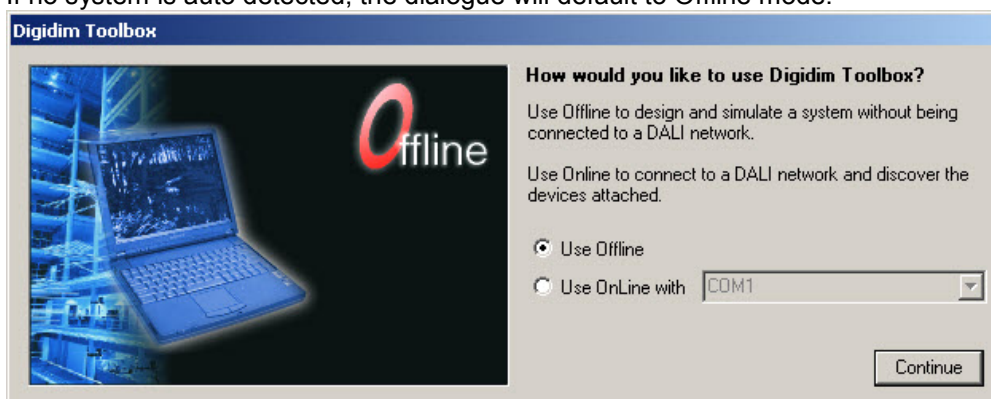 If no system is auto detected, the dialogue will default to Offline mode.
Digidim Toolbox
Offline
How would you like to use Digidim Toolbox?
Use Offline to design and simulate a system without being
connected to a DALI network.
Use Online to connect to a DALI network and discover the
devices attached.
Use Offline
Use OnLine with COM1
Continue